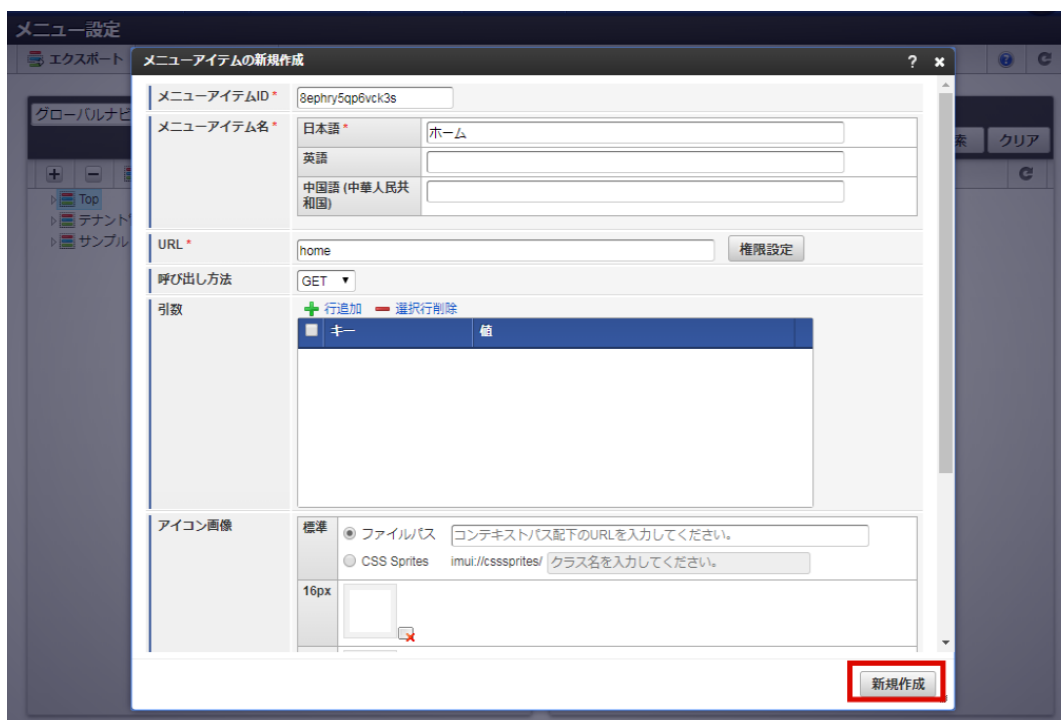 メニュー設定
エクスポート
メニューアイテムの新規作成
?
グローバルナビ
索
クリア
Top
テナント
サンプル
メニューアイテムID *
8ephry5qp6vck3s
メニューアイテム名 *
日本語 *
ホーム
英語
中国語 (中華人民共
和国)
URL *
home
権限設定
呼び出し方法
GET
引数
行追加
選択行削除
キー
値
アイコン画像
標準
ファイルパス
コンテキストパス配下のURLを入力してください。
CSS Sprites
imui://csssprites/
クラス名を入力してください。
16px
新規作成